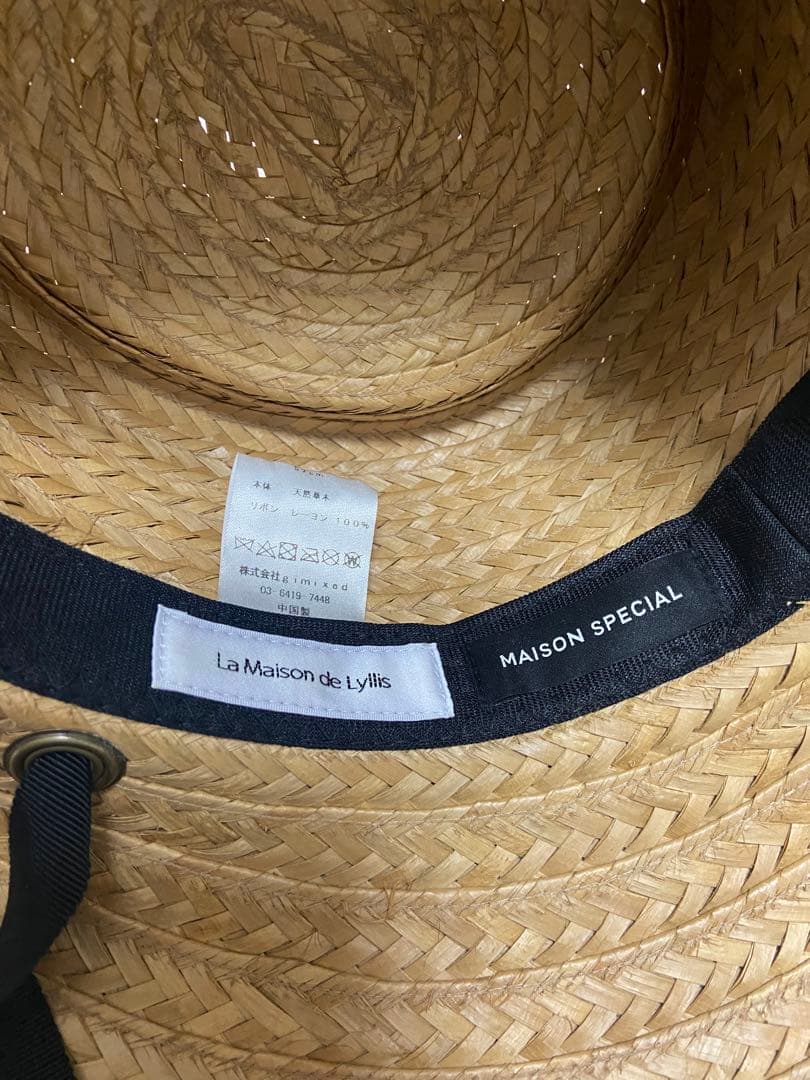 本体 天然草木
リボン レーヨン 100%
株式会社gimixed
03-6419-7448
中国製
La Maison de Lyllis
MAISON SPECIAL